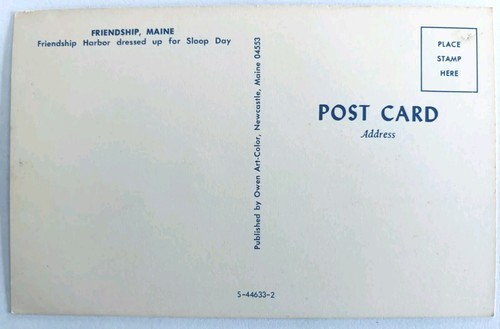 FRIENDSHIP, MAINE
Friendship Harbor dressed up for Sloop Day
Published by Owen Art-Color, Newcastle, Maine 04553
PLACE
STAMP
HERE
POST CARD
Address
S-44633-2